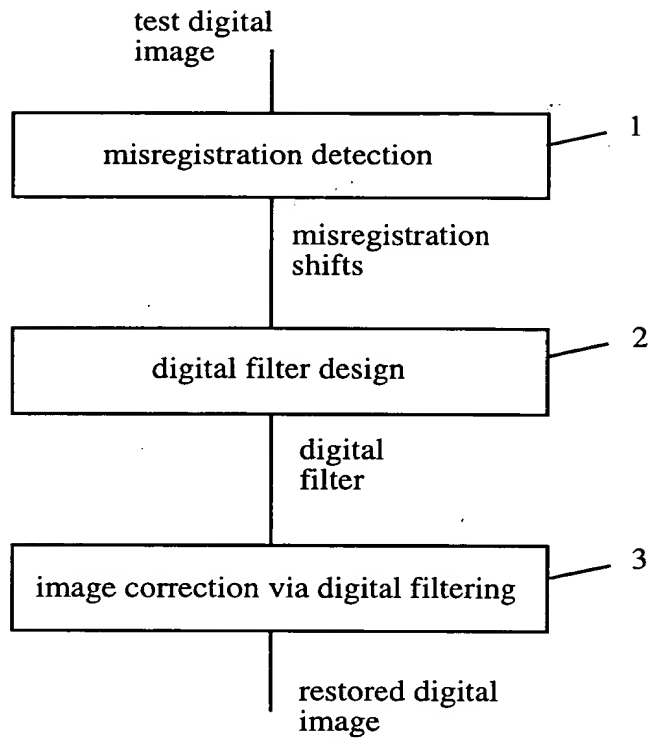 test digital
image
1
misregistration detection
misregistration
shifts
2
digital filter design
digital
filter
3
image correction via digital filtering
restored digital
image